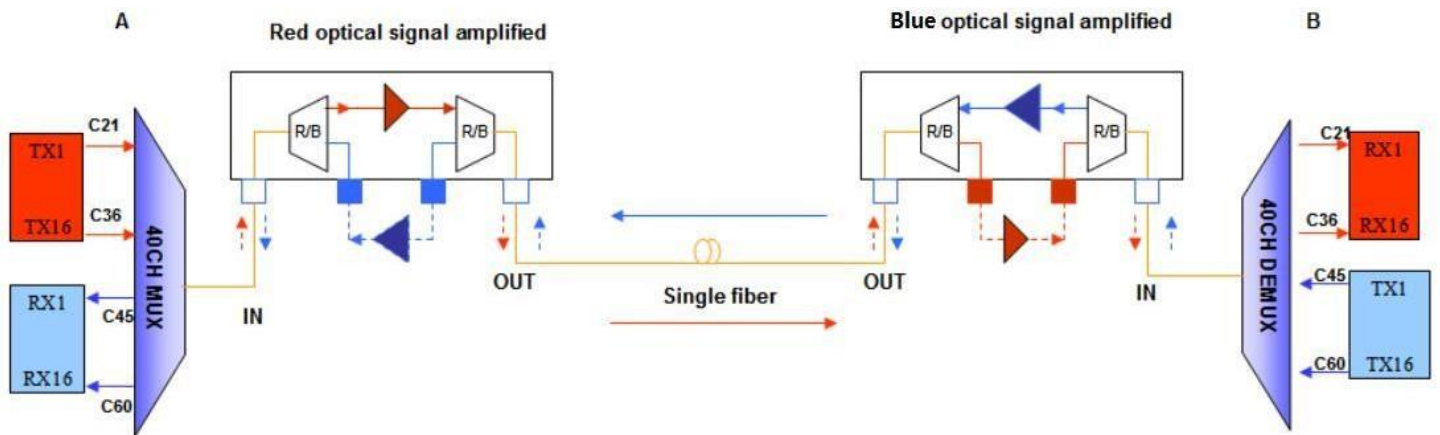 A
Red optical signal amplified
Blue optical signal amplified
B
R/B
R/B
R/B
R/B
C21
TX1
TX16
C36
RX1
C45
RX16
C60
40CH MUX
IN
OUT
Single fiber
OUT
IN
40CH DEMUX
C21
RX1
C36
RX16
C45
TX1
C60
TX16